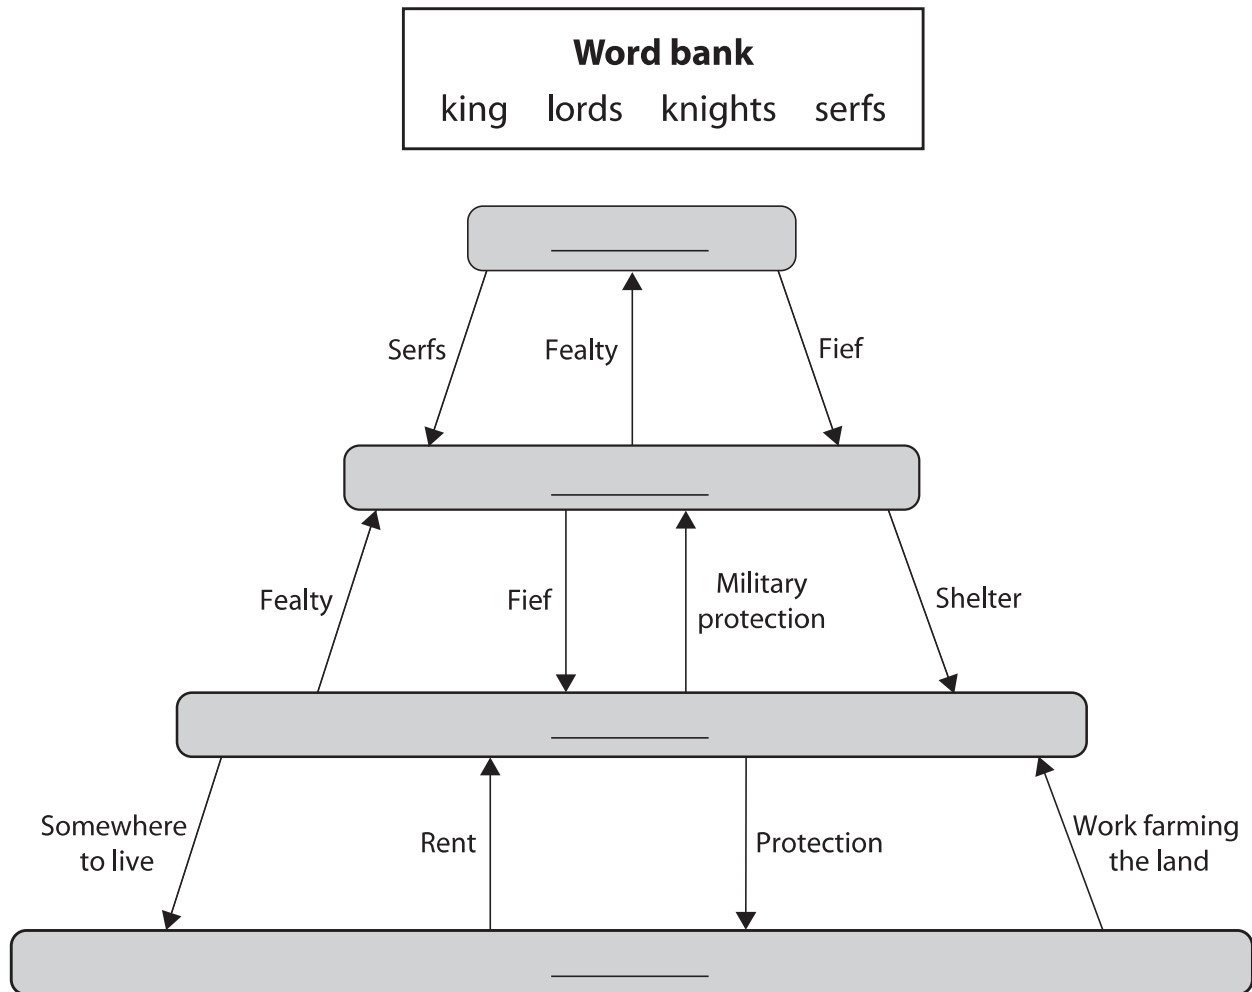 Word bank
king lords knights serfs
Serfs
Fealty
Fief
Fealty
Fief
Military
protection
Shelter
Somewhere
to live
Rent
Protection
Work farming
the land